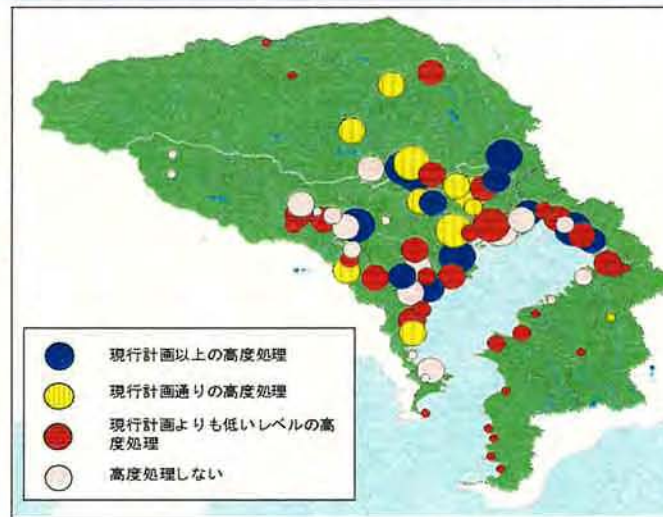 現行計画以上の高度処理
現行計画通りの高度処理
現行計画よりも低いレベルの高
度処理
高度処理しない